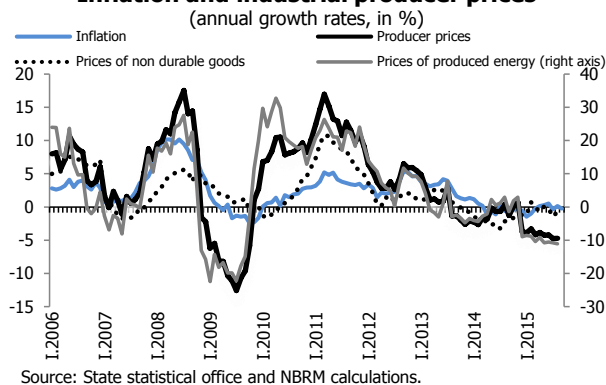 Inflation and industrial producer prices
(annual growth rates, in %)
Inflation Producer prices
Prices of non durable goods Prices of produced energy (right axis)
20 40
15 30
10 20
5 10
0 0
-5 -10
-10 -20
-15 -30
I.2006 I.2007 I.2008 I.2009 I.2010 I.2011 I.2012 I.2013 I.2014 I.2015
Source: State statistical office and NBRM calculations.